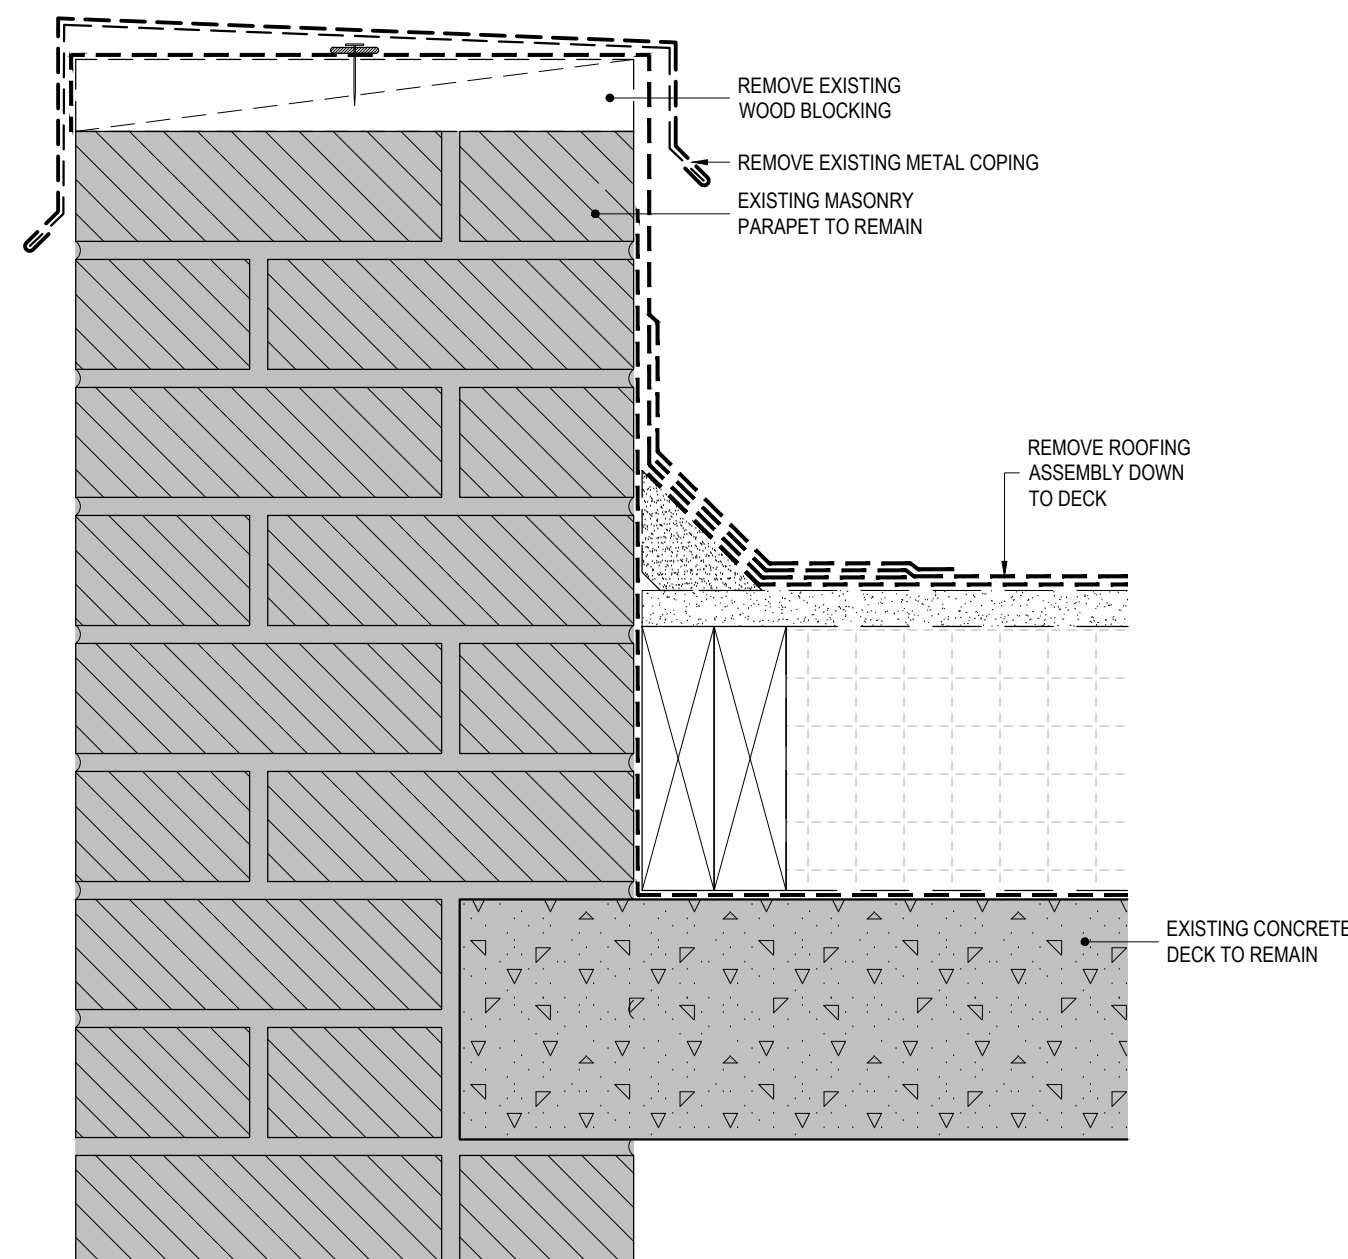 REMOVE EXISTING
WOOD BLOCKING
REMOVE EXISTING METAL COPING
EXISTING MASONRY
PARAPET TO REMAIN
REMOVE ROOFING
ASSEMBLY DOWN
TO DECK
EXISTING CONCRETE
DECK TO REMAIN